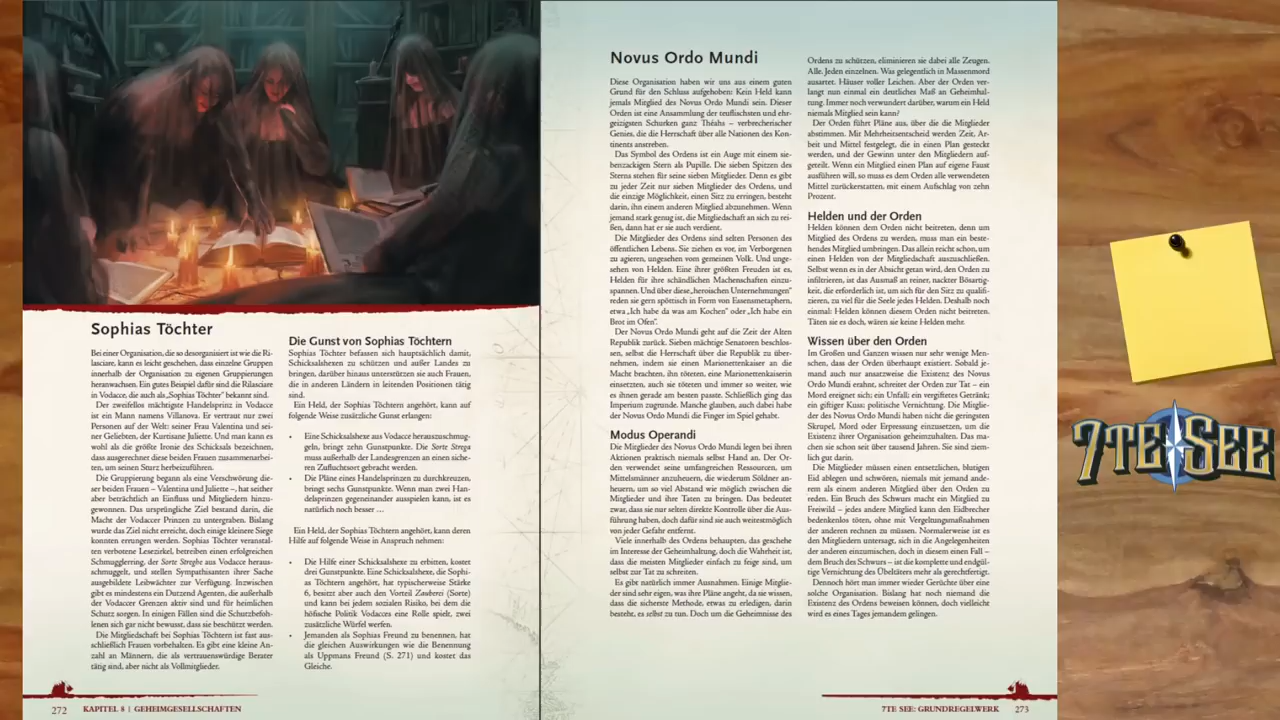 Sophias Töchter
Bei einer Organisation, die so desorganisiert ist wie die Ri-
lasciare, kann es leicht geschehen, dass einzelne Gruppen
innerhalb der Organisation zu eigenen Gruppierungen
heranwachsen. Ein gutes Beispiel dafür sind die Rilasciare
in Vodacce, die auch als „Sophias Töchter“ bekannt sind.
Der zweifellos mächtigste Handelsprinz in Vodacce
ist ein Mann namens Villanova. Er vertraut nur zwei
Personen auf der Welt: seiner Frau Valentina und sei-
ner Geliebten, der Kurtisane Juliette. Und man kann es
wohl als die größte Ironie des Schicksals bezeichnen,
dass ausgerechnet diese beiden Frauen zusammenarbei-
ten, um seinen Sturz herbeizuführen.
Die Gruppierung begann als eine Verschwörung die-
ser beiden Frauen – Valentina und Juliette –, hat seither
aber beträchtlich an Einfluss und Mitgliedern hinzu-
gewonnen. Das ursprüngliche Ziel bestand darin, die
Macht der Vodaccer Prinzen zu untergraben. Bislang
wurde das Ziel nicht erreicht, doch einige kleinere Siege
konnten errungen werden. Sophias Töchter veranstal-
ten verbotene Lesezirkel, betreiben einen erfolgreichen
Schmugglerring, der Sorte Streghe aus Vodacce heraus-
schmuggelt, und stellen Sympathisanten ihrer Sache
ausgebildete Leibwächter zur Verfügung. Inzwischen
gibt es mindestens ein Dutzend Agenten, die außerhalb
der Vodaccer Grenzen aktiv sind und für heimlichen
Schutz sorgen. In einigen Fällen sind die Schutzbefoh-
lenen sich gar nicht bewusst, dass sie beschützt werden.
Die Mitgliedschaft bei Sophias Töchtern ist fast aus-
schließlich Frauen vorbehalten. Es gibt eine kleine An-
zahl an Männern, die als vertrauenswürdige Berater
tätig sind, aber nicht als Vollmitglieder.
Die Gunst von Sophias Töchtern
Sophias Töchter befassen sich hauptsächlich damit,
Schicksalshexen zu schützen und außer Landes zu
bringen, darüber hinaus unterstützen sie auch Frauen,
die in anderen Ländern in leitenden Positionen tätig
sind.
Ein Held, der Sophias Töchtern angehört, kann auf
folgende Weise zusätzliche Gunst erlangen:
• Eine Schicksalshexe aus Vodacce herauszuschmug-
geln, bringt zehn Gunstpunkte. Die Sorte Strega
muss außerhalb der Landesgrenzen an einen siche-
ren Zufluchtsort gebracht werden.
• Die Pläne eines Handelsprinzen zu durchkreuzen,
bringt sechs Gunstpunkte. Wenn man zwei Han-
delsprinzen gegeneinander ausspielen kann, ist es
natürlich noch besser …
Ein Held, der Sophias Töchtern angehört, kann deren
Hilfe auf folgende Weise in Anspruch nehmen:
• Die Hilfe einer Schicksalshexe zu erbitten, kostet
drei Gunstpunkte. Eine Schicksalshexe, die Sophi-
as Töchtern angehört, hat typischerweise Stärke
6, besitzt aber auch den Vorteil Zauberei (Sorte)
und kann bei jedem sozialen Risiko, bei dem die
höfische Politik Vodacces eine Rolle spielt, zwei
zusätzliche Würfel werfen.
• Jemanden als Sophias Freund zu benennen, hat
die gleichen Auswirkungen wie die Benennung
als Uppmans Freund (S. 271) und kostet das
Gleiche.
272 KAPITEL 8 | GEHEIMGESELLSCHAFTEN
Novus Ordo Mundi
Diese Organisation haben wir uns aus einem guten
Grund für den Schluss aufgehoben: Kein Held kann
jemals Mitglied des Novus Ordo Mundi sein. Dieser
Orden ist eine Ansammlung der teuflischsten und ehr-
geizigsten Schurken ganz Théahs – verbrecherischer
Genies, die die Herrschaft über alle Nationen des Kon-
tinents anstreben.
Das Symbol des Ordens ist ein Auge mit einem sie-
benzackigen Stern als Pupille. Die sieben Spitzen des
Sterns stehen für seine sieben Mitglieder. Denn es gibt
zu jeder Zeit nur sieben Mitglieder des Ordens, und
die einzige Möglichkeit, einen Sitz zu erringen, besteht
darin, ihn einem anderen Mitglied abzunehmen. Wenn
jemand stark genug ist, die Mitgliedschaft an sich zu rei-
ßen, dann hat er sie auch verdient.
Die Mitglieder des Ordens sind selten Personen des
öffentlichen Lebens. Sie ziehen es vor, im Verborgenen
zu agieren, ungesehen vom gemeinen Volk. Und unge-
sehen von Helden. Eine ihrer größten Freuden ist es,
Helden für ihre schändlichen Machenschaften einzu-
spannen. Und über diese „heroischen Unternehmungen“
reden sie gern spöttisch in Form von Essensmetaphern,
etwa „Ich habe da was am Kochen“ oder „Ich habe ein
Brot im Ofen“.
Der Novus Ordo Mundi geht auf die Zeit der Alten
Republik zurück. Sieben mächtige Senatoren beschlos-
sen, selbst die Herrschaft über die Republik zu über-
nehmen, indem sie einen Marionettenkaiser an die
Macht brachten, ihn töteten, eine Marionettenkaiserin
einsetzten, auch sie töteten und immer so weiter, wie
es ihnen gerade am besten passte. Schließlich ging das
Imperium zugrunde. Manche glauben, auch dabei habe
der Novus Ordo Mundi die Finger im Spiel gehabt.
Modus Operandi
Die Mitglieder des Novus Ordo Mundi legen bei ihren
Aktionen praktisch niemals selbst Hand an. Der Or-
den verwendet seine umfangreichen Ressourcen, um
Mittelsmänner anzuheuern, die wiederum Söldner an-
heuern, um so viel Abstand wie möglich zwischen die
Mitglieder und ihre Taten zu bringen. Das bedeutet
zwar, dass sie nur selten direkte Kontrolle über die Aus-
führung haben, doch dafür sind sie auch weitestmöglich
von jeder Gefahr entfernt.
Viele innerhalb des Ordens behaupten, das geschehe
im Interesse der Geheimhaltung, doch die Wahrheit ist,
dass die meisten Mitglieder einfach zu feige sind, um
selbst zur Tat zu schreiten.
Es gibt natürlich immer Ausnahmen. Einige Mitglie-
der sind sehr eigen, was ihre Pläne angeht, da sie wissen,
dass die sicherste Methode, etwas zu erledigen, darin
besteht, es selbst zu tun. Doch um die Geheimnisse des
Ordens zu schützen, eliminieren sie dabei alle Zeugen.
Alle. Jeden einzelnen. Was gelegentlich in Massenmord
ausartet. Häuser voller Leichen. Aber der Orden ver-
langt nun einmal ein deutliches Maß an Geheimhal-
tung. Immer noch verwundert darüber, warum ein Held
niemals Mitglied sein kann?
Der Orden führt Pläne aus, über die die Mitglieder
abstimmen. Mit Mehrheitsentscheid werden Zeit, Ar-
beit und Mittel festgelegt, die in einen Plan gesteckt
werden, und der Gewinn unter den Mitgliedern auf-
geteilt. Wenn ein Mitglied einen Plan auf eigene Faust
ausführen will, so muss es dem Orden alle verwendeten
Mittel zurückerstatten, mit einem Aufschlag von zehn
Prozent.
Helden und der Orden
Helden können dem Orden nicht beitreten, denn um
Mitglied des Ordens zu werden, muss man ein beste-
hendes Mitglied umbringen. Das allein reicht schon, um
einen Helden von der Mitgliedschaft auszuschließen.
Selbst wenn es in der Absicht getan wird, den Orden zu
infiltrieren, ist das Ausmaß an reiner, nackter Bösartig-
keit, die erforderlich ist, um sich für den Sitz zu qualifi-
zieren, zu viel für die Seele jedes Helden. Deshalb noch
einmal: Helden können diesem Orden nicht beitreten.
Täten sie es doch, wären sie keine Helden mehr.
Wissen über den Orden
Im Großen und Ganzen wissen nur sehr wenige Men-
schen, dass der Orden überhaupt existiert. Sobald je-
mand auch nur ansatzweise die Existenz des Novus
Ordo Mundi erahnt, schreitet der Orden zur Tat – ein
Mord ereignet sich; ein Unfall; ein vergiftetes Getränk;
ein giftiger Kuss; politische Vernichtung. Die Mitglie-
der des Novus Ordo Mundi haben nicht die geringsten
Skrupel, Mord oder Erpressung einzusetzen, um die
Existenz ihrer Organisation geheimzuhalten. Das ma-
chen sie schon seit über tausend Jahren. Sie sind ziem-
lich gut darin.
Die Mitglieder müssen einen entsetzlichen, blutigen
Eid ablegen und schwören, niemals mit jemand ande-
rem als einem anderen Mitglied über den Orden zu
reden. Ein Bruch des Schwurs macht ein Mitglied zu
Freiwild – jedes andere Mitglied kann den Eidbrecher
bedenkenlos töten, ohne mit Vergeltungsmaßnahmen
der anderen rechnen zu müssen. Normalerweise ist es
den Mitgliedern untersagt, sich in die Angelegenheiten
der anderen einzumischen, doch in diesem einen Fall –
dem Bruch des Schwurs – ist die komplette und endgül-
tige Vernichtung des Übeltäters mehr als gerechtfertigt.
Dennoch hört man immer wieder Gerüchte über eine
solche Organisation. Bislang hat noch niemand die
Existenz des Ordens beweisen können, doch vielleicht
wird es eines Tages jemandem gelingen.
7TE SEE: GRUNDREGELWERK 273
7TE SEE